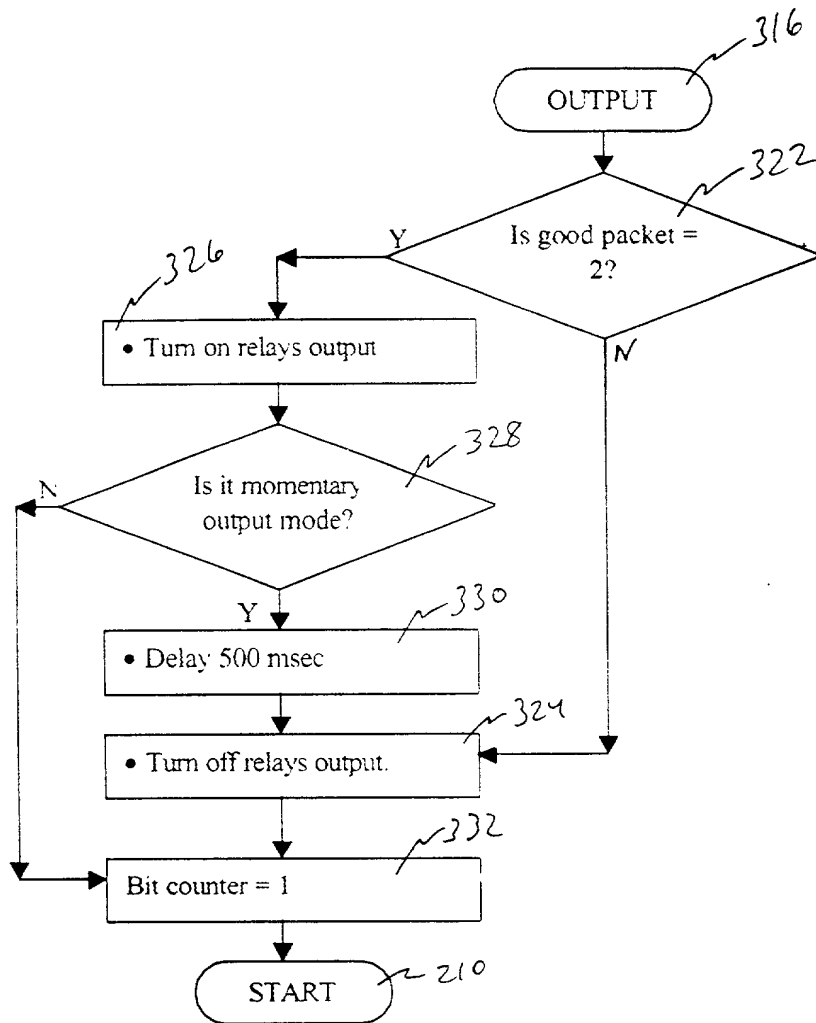 316
OUTPUT
322
Is good packet =
2?
Y
N
326
• Turn on relays output
328
Is it momentary
output mode?
N
Y
330
• Delay 500 msec
324
• Turn off relays output.
332
Bit counter = 1
210
START